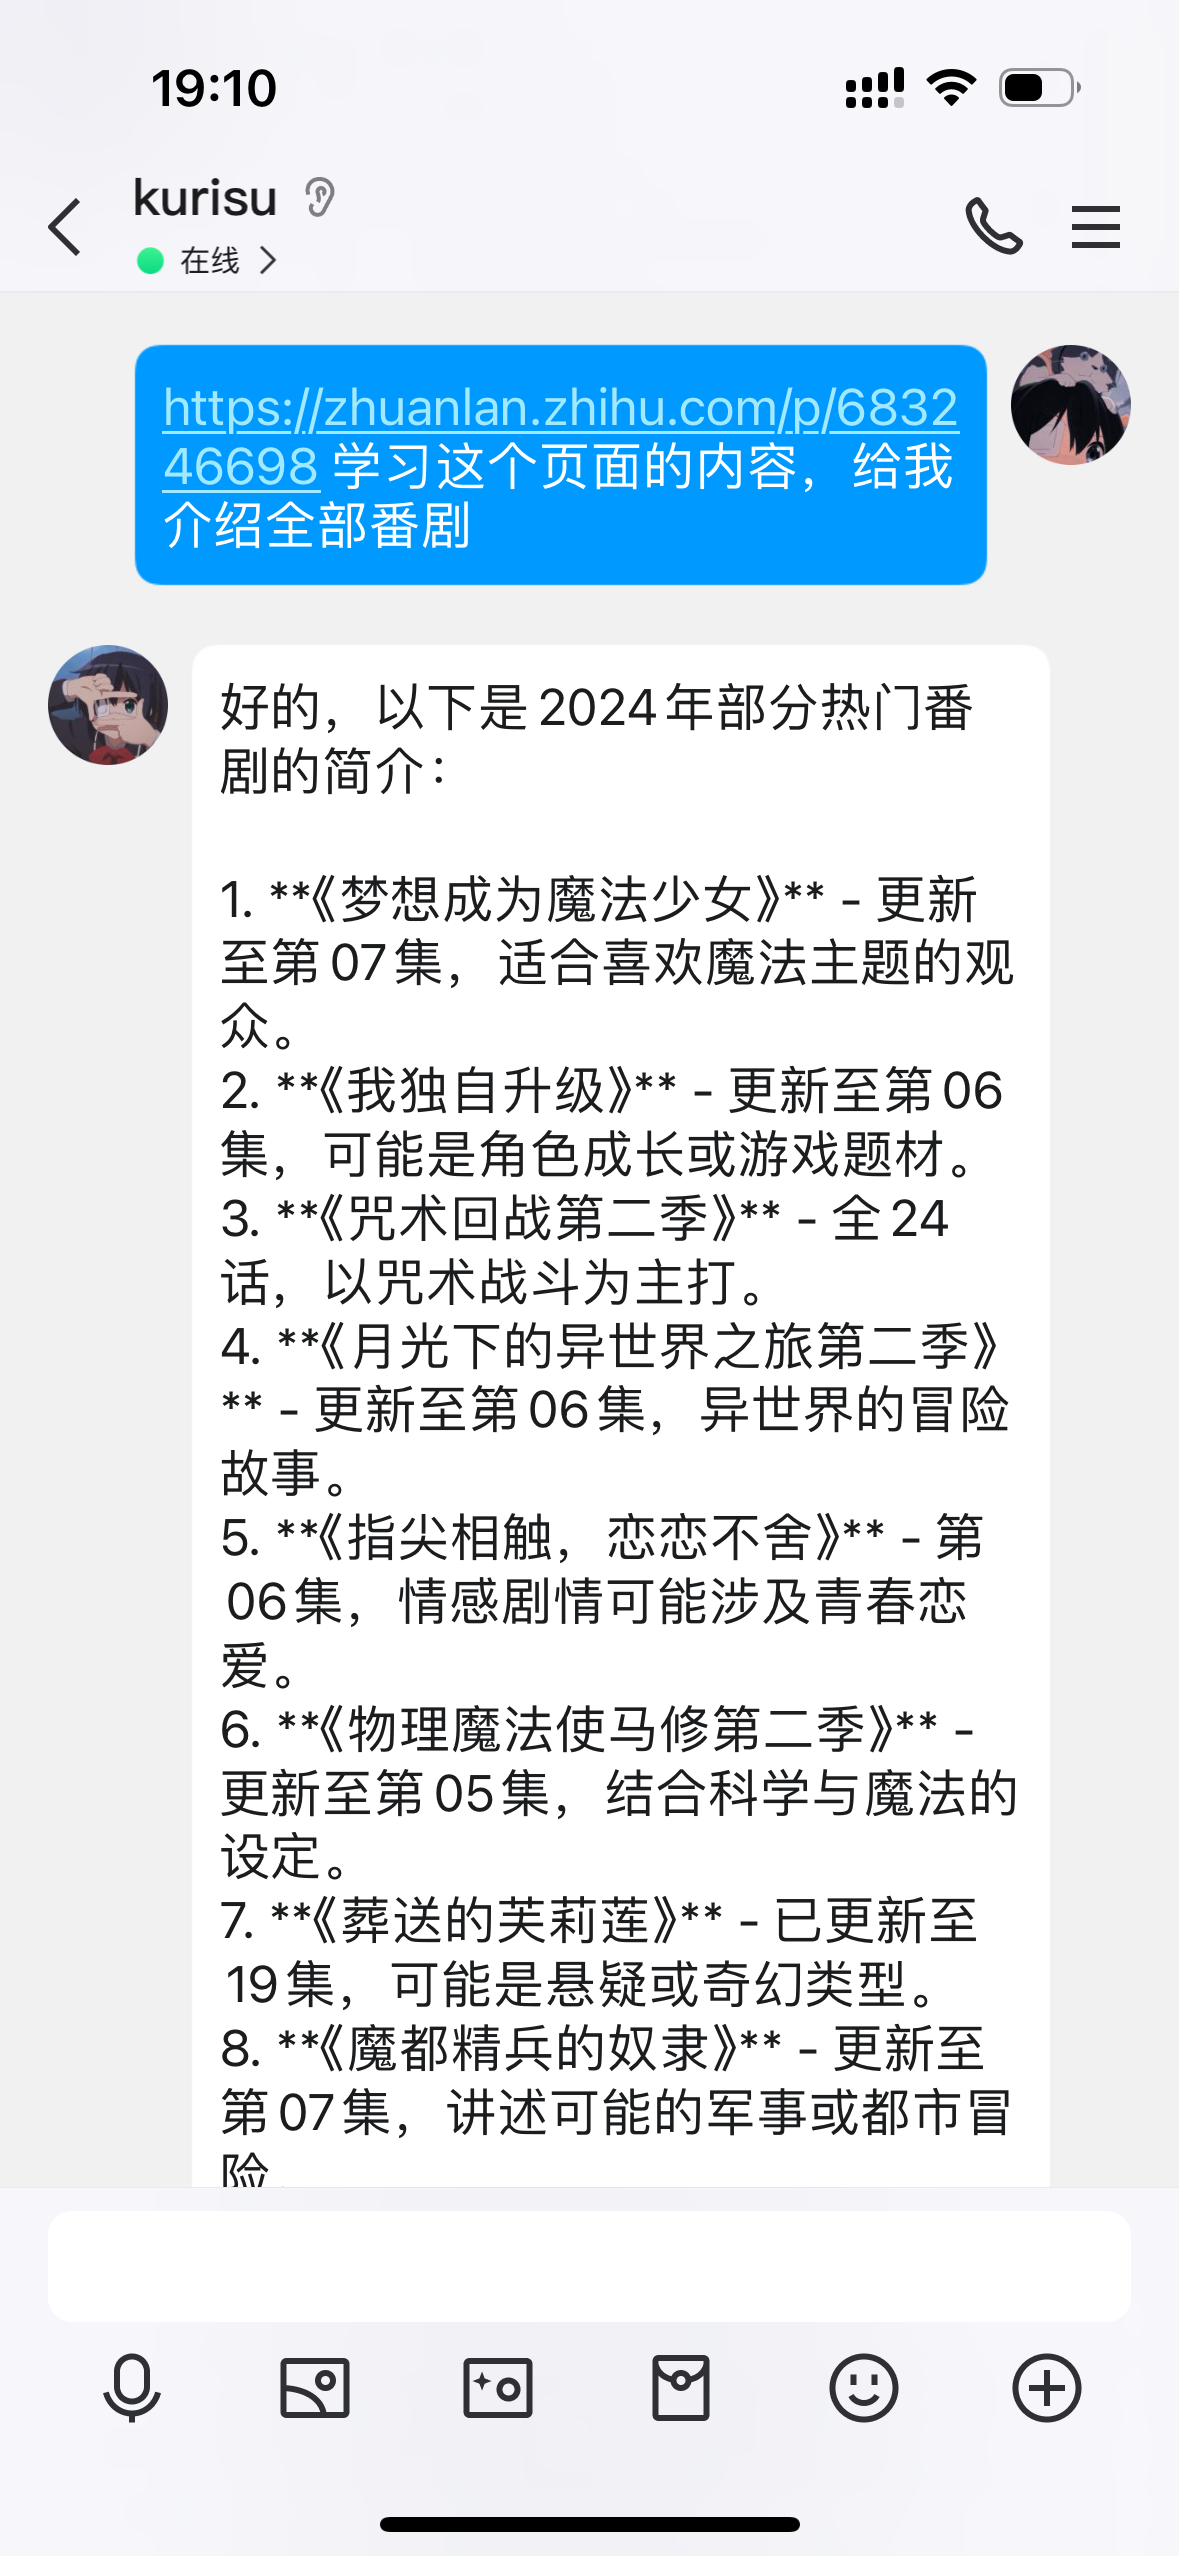 19:10
kurisu
在线
https://zhuanlan.zhihu.com/p/6832
46698 学习这个页面的内容，给我
介绍全部番剧
好的，以下是2024年部分热门番
剧的简介：
1. **《梦想成为魔法少女》** - 更新
至第07集，适合喜欢魔法主题的观
众。
2. **《我独自升级》** - 更新至第06
集，可能是角色成长或游戏题材。
3. **《咒术回战第二季》** - 全24
话，以咒术战斗为主打。
4. **《月光下的异世界之旅第二季》
** - 更新至第06集，异世界的冒险
故事。
5. **《指尖相触，恋恋不舍》** - 第
06集，情感剧情可能涉及青春恋
爱。
6. **《物理魔法使马修第二季》** -
更新至第05集，结合科学与魔法的
设定。
7. **《葬送的芙莉莲》** - 已更新至
19集，可能是悬疑或奇幻类型。
8. **《魔都精兵的奴隶》** - 更新至
第07集，讲述可能的军事或都市冒
险。